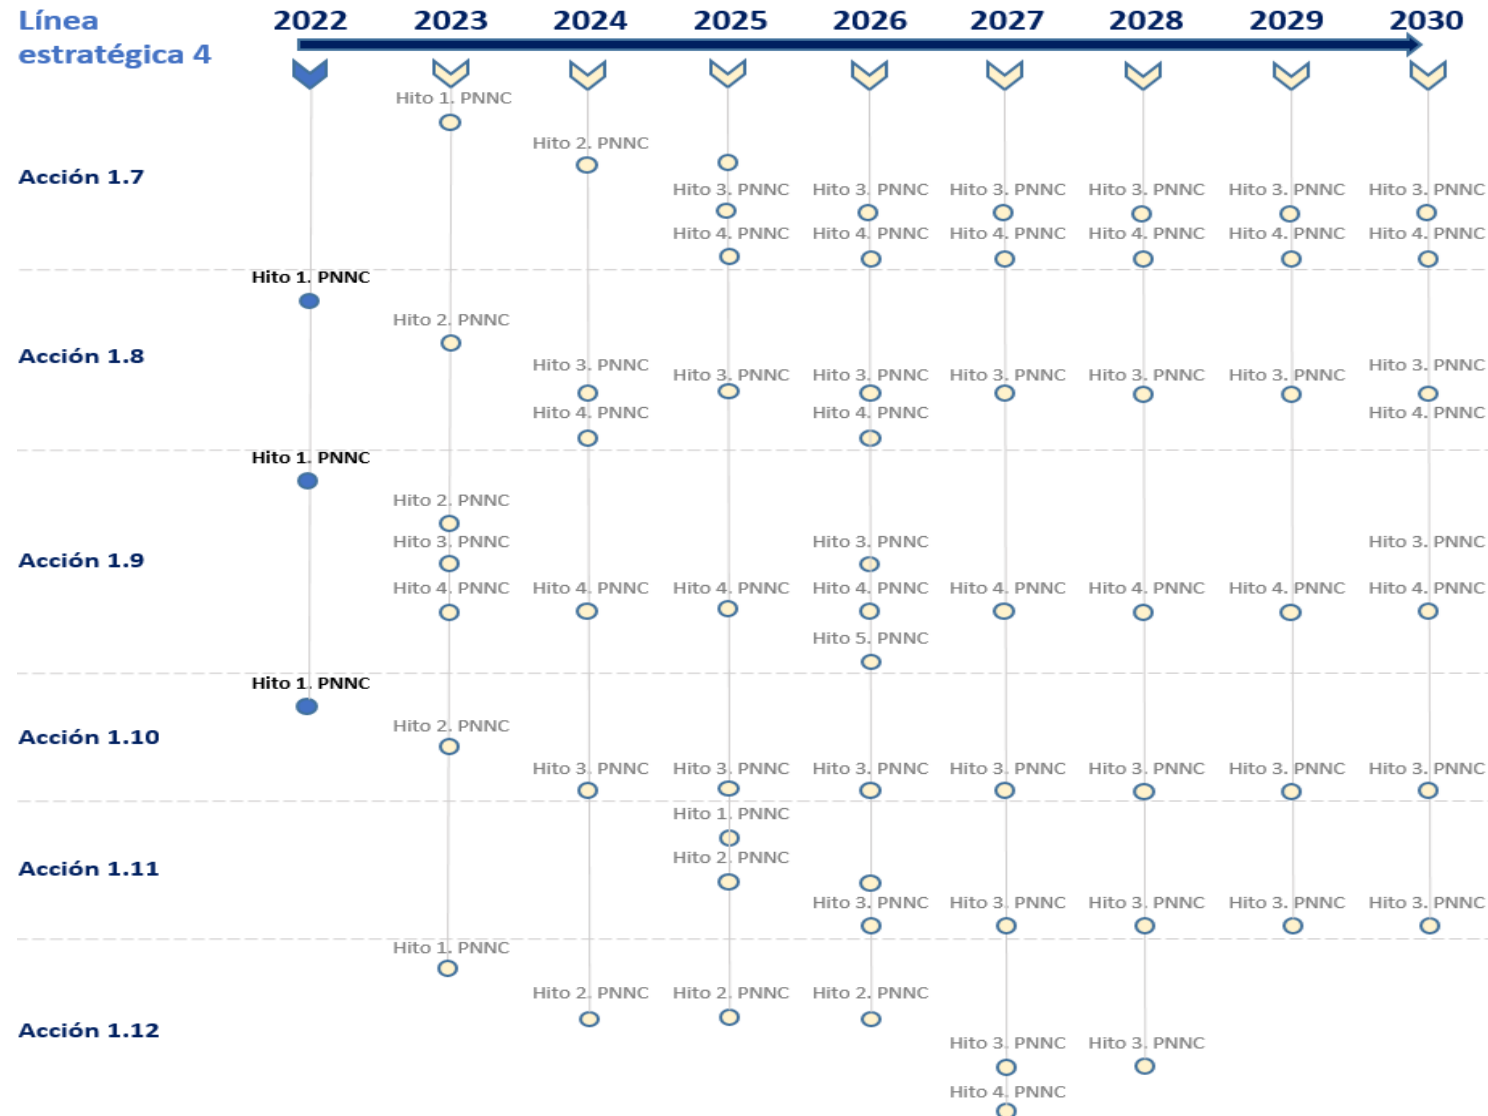 Línea
estratégica 4
2022 2023 2024 2025 2026 2027 2028 2029 2030
Hito 1. PNNC
Hito 2. PNNC
Acción 1.7
Hito 3. PNNC Hito 3. PNNC Hito 3. PNNC Hito 3. PNNC Hito 3. PNNC Hito 3. PNNC
Hito 4. PNNC Hito 4. PNNC Hito 4. PNNC Hito 4. PNNC Hito 4. PNNC Hito 4. PNNC
Hito 1. PNNC
Hito 2. PNNC
Acción 1.8
Hito 3. PNNC Hito 3. PNNC Hito 3. PNNC Hito 3. PNNC Hito 3. PNNC Hito 3. PNNC Hito 3. PNNC
Hito 4. PNNC Hito 4. PNNC Hito 4. PNNC
Hito 1. PNNC
Hito 2. PNNC
Hito 3. PNNC Hito 3. PNNC Hito 3. PNNC
Acción 1.9
Hito 4. PNNC Hito 4. PNNC Hito 4. PNNC Hito 4. PNNC Hito 4. PNNC Hito 4. PNNC Hito 4. PNNC Hito 4. PNNC
Hito 5. PNNC
Hito 1. PNNC
Hito 2. PNNC
Acción 1.10
Hito 3. PNNC Hito 3. PNNC Hito 3. PNNC Hito 3. PNNC Hito 3. PNNC Hito 3. PNNC Hito 3. PNNC
Hito 1. PNNC
Hito 2. PNNC
Acción 1.11
Hito 3. PNNC Hito 3. PNNC Hito 3. PNNC Hito 3. PNNC Hito 3. PNNC
Hito 1. PNNC
Hito 2. PNNC Hito 2. PNNC Hito 2. PNNC
Acción 1.12
Hito 3. PNNC Hito 3. PNNC
Hito 4. PNNC